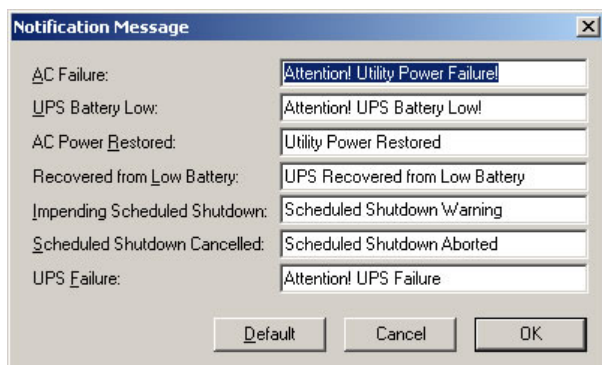 Notification Message
AC Failure: Attention! Utility Power Failure!
UPS Battery Low: Attention! UPS Battery Low!
AC Power Restored: Utility Power Restored
Recovered from Low Battery: UPS Recovered from Low Battery
Impending Scheduled Shutdown: Scheduled Shutdown Warning
Scheduled Shutdown Cancelled: Scheduled Shutdown Aborted
UPS Failure: Attention! UPS Failure
Default Cancel OK